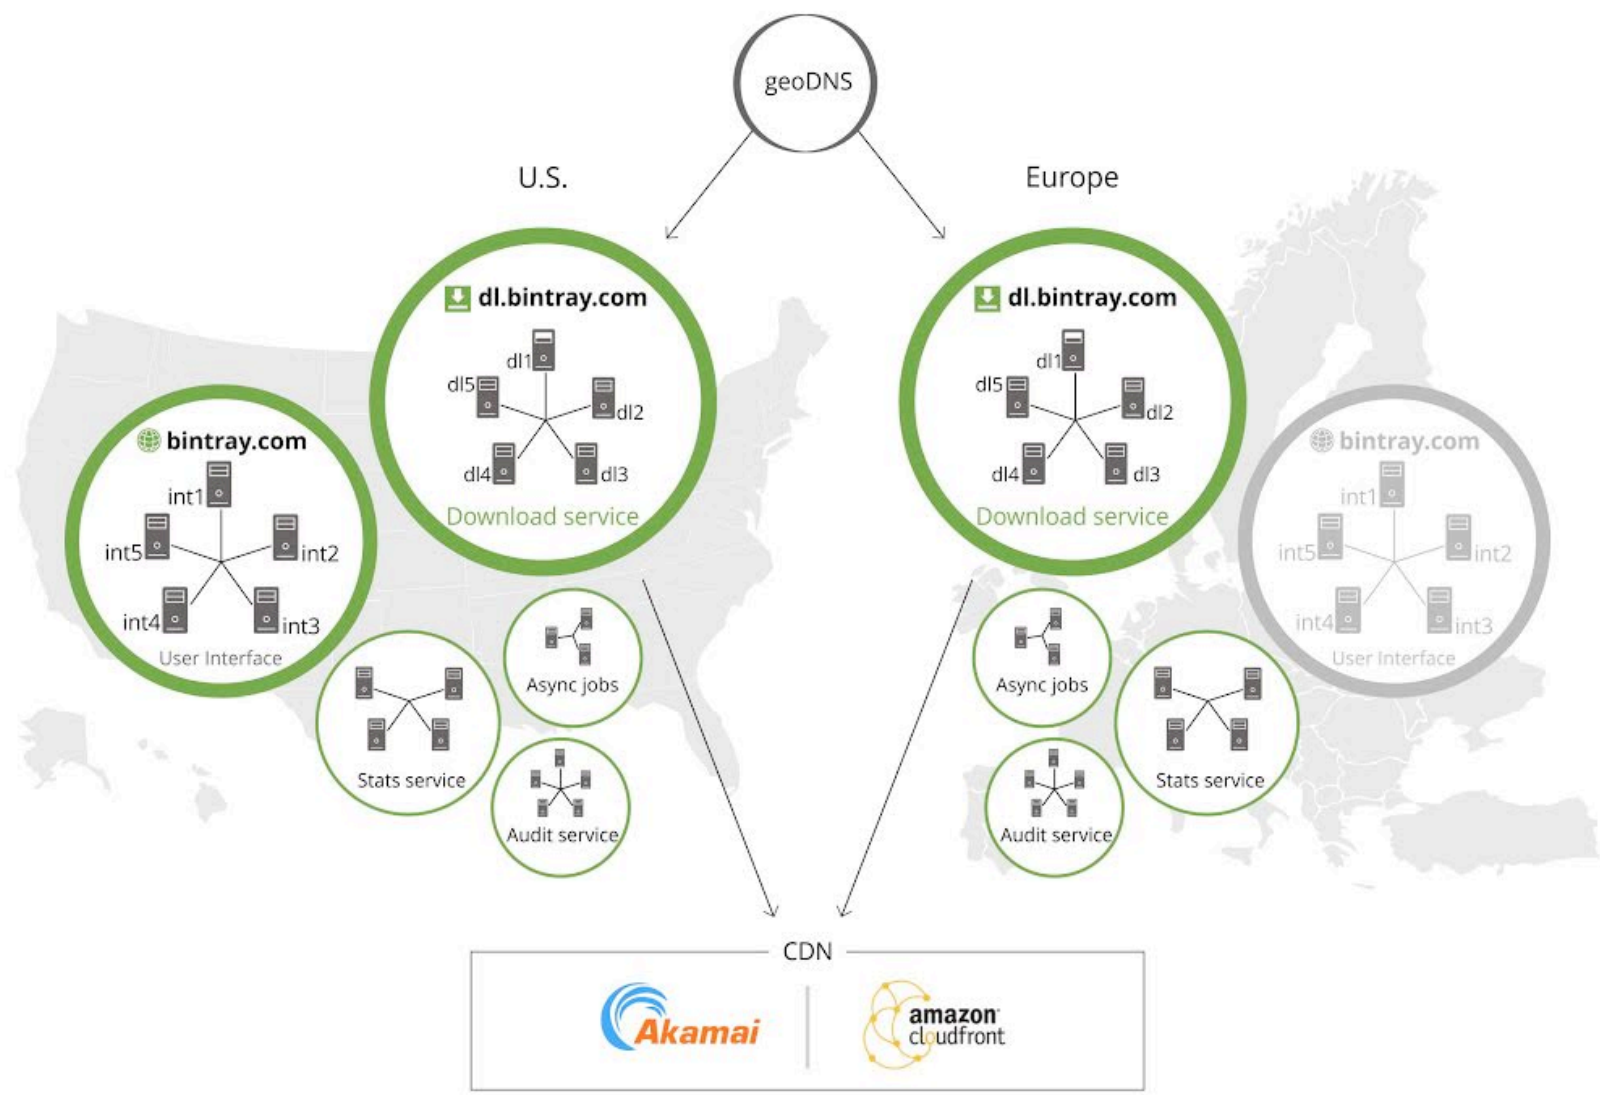 geoDNS
U.S.
Europe
dl.bintray.com
dl1
dl5
dl2
dl4
dl3
Download service
dl.bintray.com
dl1
dl5
dl2
dl4
dl3
Download service
bintray.com
int1
int5
int2
int4
int3
User Interface
bintray.com
int1
int5
int2
int4
int3
User Interface
Async jobs
Stats service
Audit service
Async jobs
Stats service
Audit service
CDN
Akamai
amazon
cloudfront